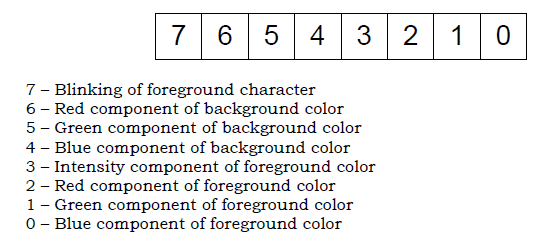 7 6 5 4 3 2 1 0
7 – Blinking of foreground character
6 – Red component of background color
5 – Green component of background color
4 – Blue component of background color
3 – Intensity component of foreground color
2 – Red component of foreground color
1 – Green component of foreground color
0 – Blue component of foreground color